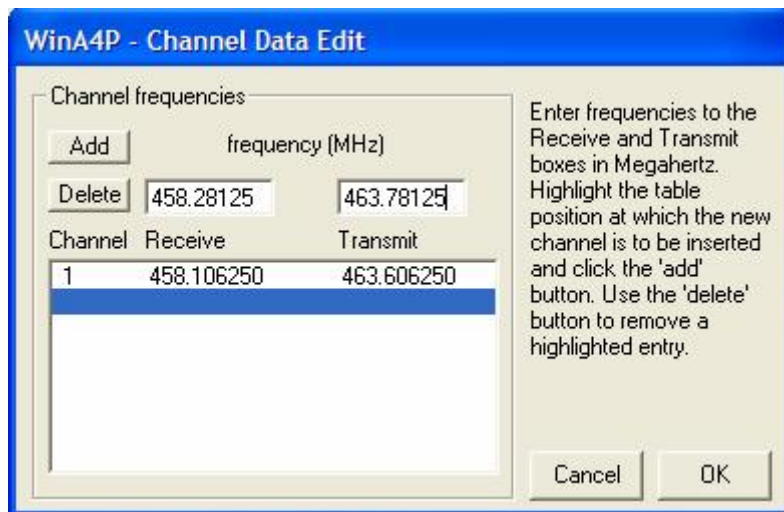 WinA4P - Channel Data Edit
Channel frequencies
Add frequency (MHz)
Delete 458.28125 463.78125
Channel Receive Transmit
1 458.106250 463.606250
Enter frequencies to the
Receive and Transmit
boxes in Megahertz.
Highlight the table
position at which the new
channel is to be inserted
and click the 'add'
button. Use the 'delete'
button to remove a
highlighted entry.
Cancel OK